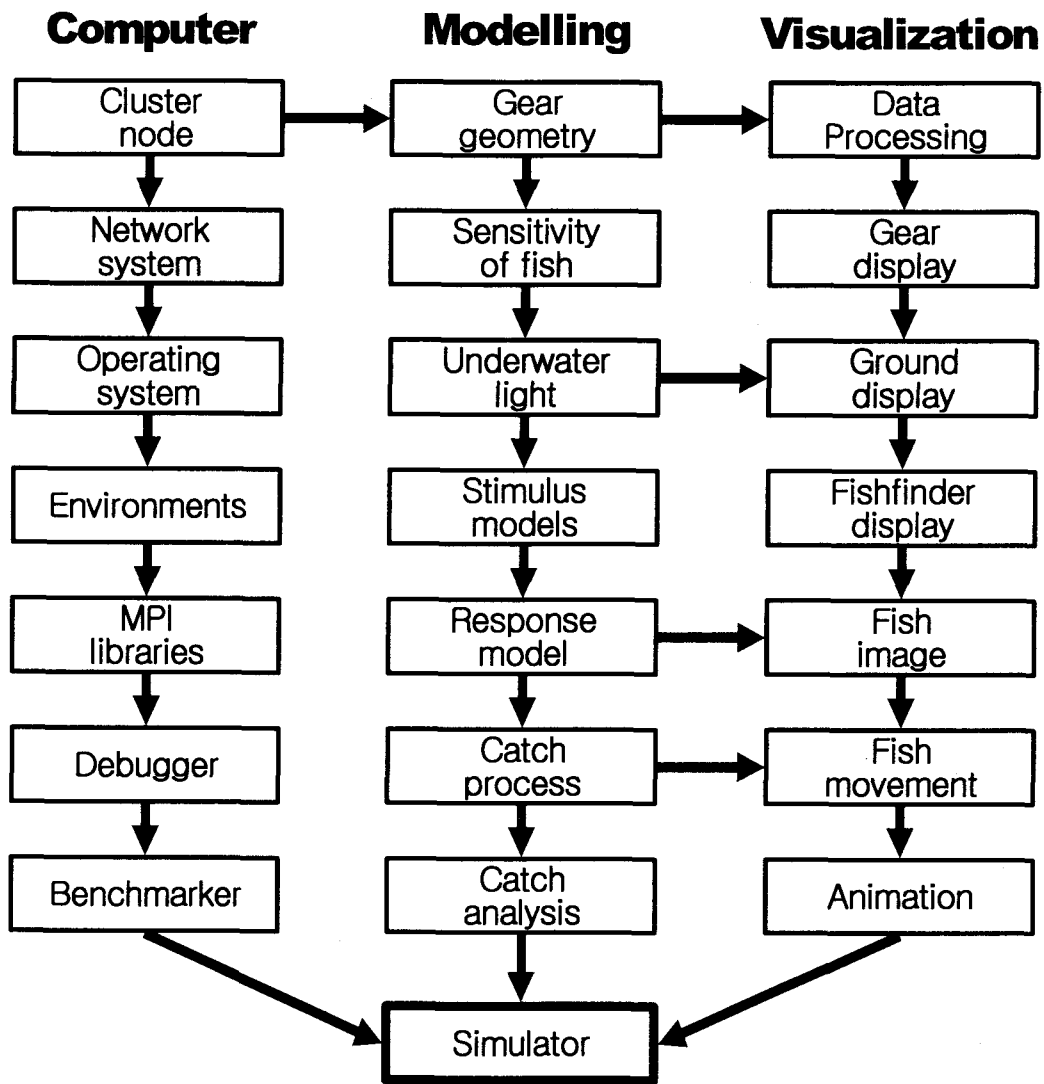 Computer
Modelling
Visualization
Cluster
node
Gear
geometry
Data
Processing
Network
system
Sensitivity
of fish
Gear
display
Operating
system
Underwater
light
Ground
display
Environments
Stimulus
models
Fishfinder
display
MPI
libraries
Response
model
Fish
image
Debugger
Catch
process
Fish
movement
Benchmarker
Catch
analysis
Animation
Simulator